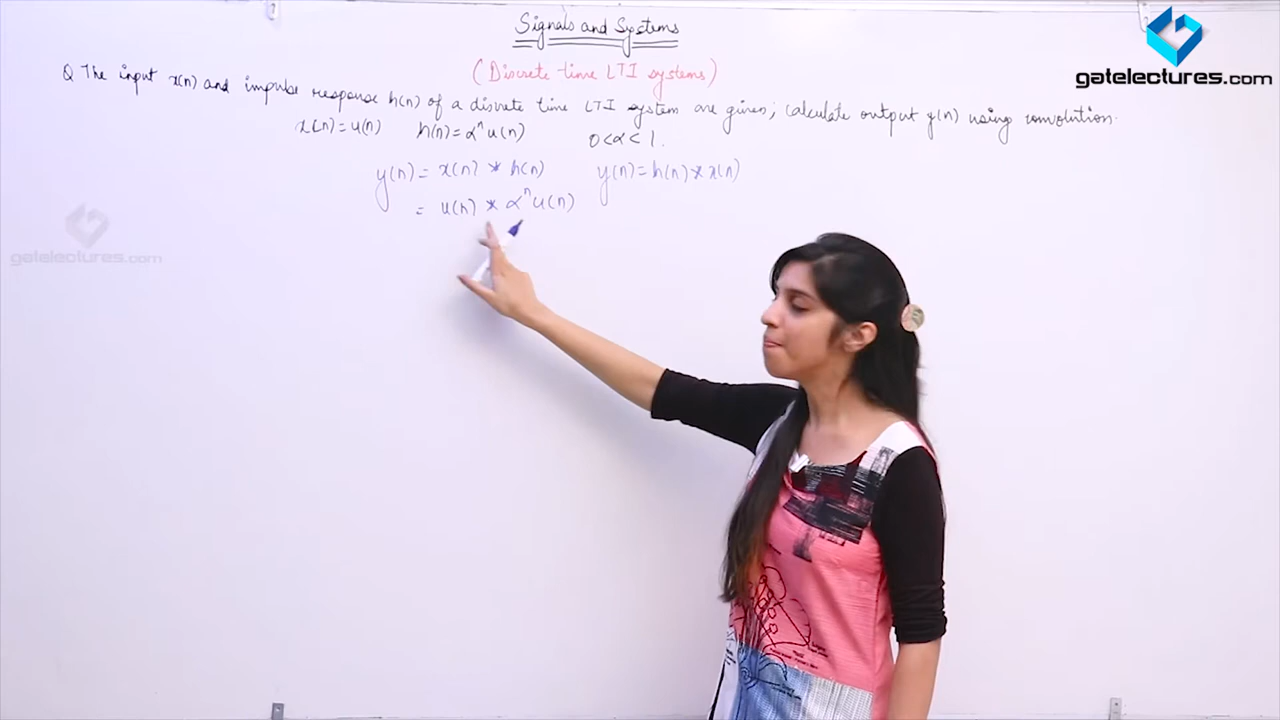 Signals and Systems
gatelectures.com
(Discrete time LTI systems)
Q The input x(n) and impulse response h(n) of a discrete time LTI system are given; calculate output y(n) using convolution.
x(n) = u(n) h(n) = αⁿ u(n) 0<α<1.
y(n) = x(n) * h(n) y(n) = h(n) * x(n)
= u(n) * αⁿ u(n)
gatelectures.com